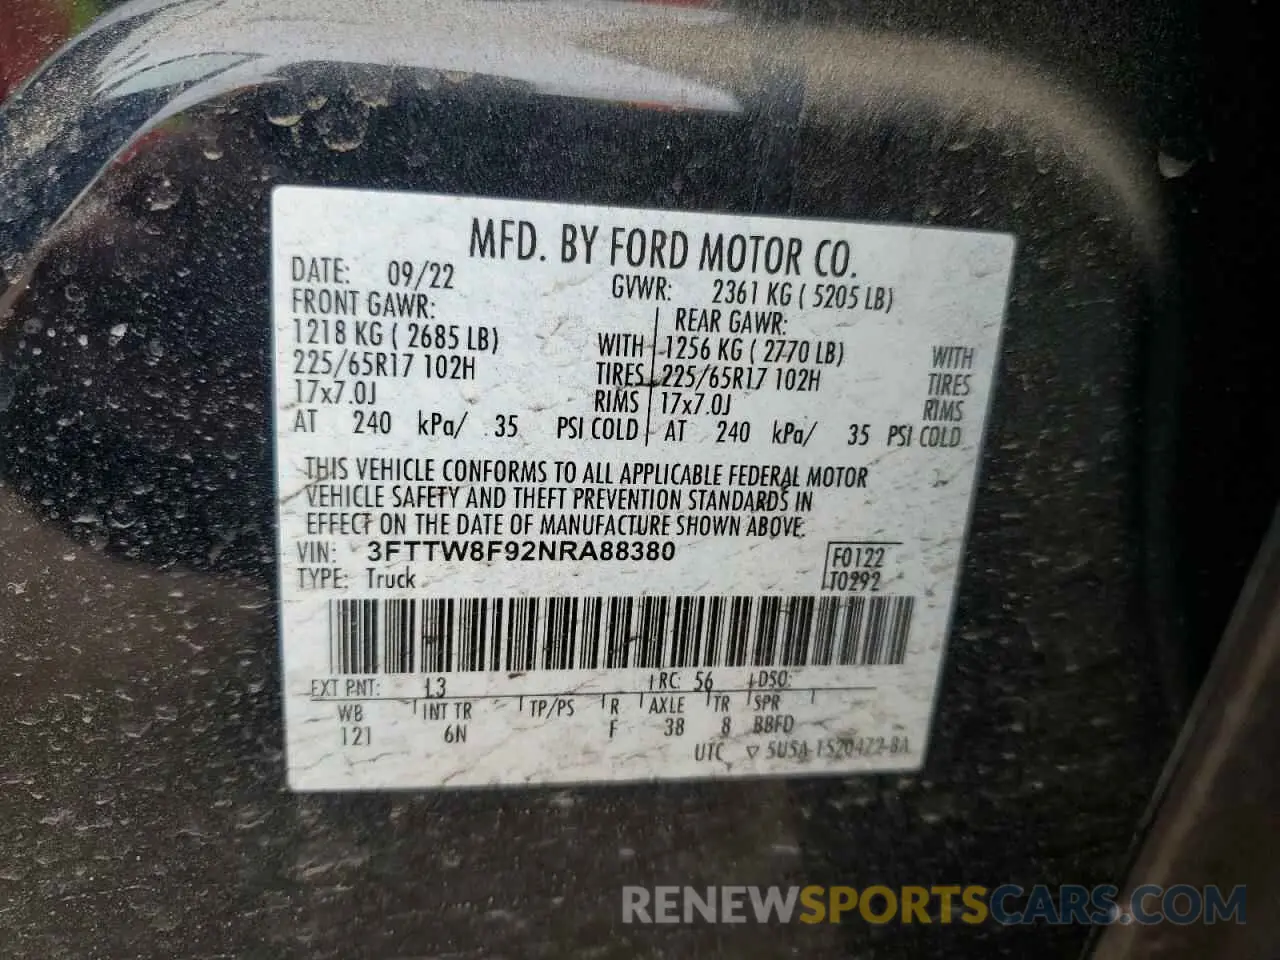 MFD. BY FORD MOTOR CO.
DATE: 09/22 GVWR: 2361 KG ( 5205 LB)
FRONT GAWR: REAR GAWR:
1218 KG ( 2685 LB) WITH 1256 KG ( 2770 LB) WITH
225/65R17 102H TIRES 225/65R17 102H TIRES
17x7.0J RIMS 17x7.0J RIMS
AT 240 kPa/ 35 PSI COLD AT 240 kPa/ 35 PSI COLD
THIS VEHICLE CONFORMS TO ALL APPLICABLE FEDERAL MOTOR
VEHICLE SAFETY AND THEFT PREVENTION STANDARDS IN
EFFECT ON THE DATE OF MANUFACTURE SHOWN ABOVE.
VIN: 3FTTW8F92NRA88380 F0122
TYPE: Truck T0292
EXT PNT: L3 RC: 56 DSO:
WB INT TR TP/PS R AXLE TR SPR
121 6N F 38 8 BBFD
UTC
RENEWSPORTSCARS.COM